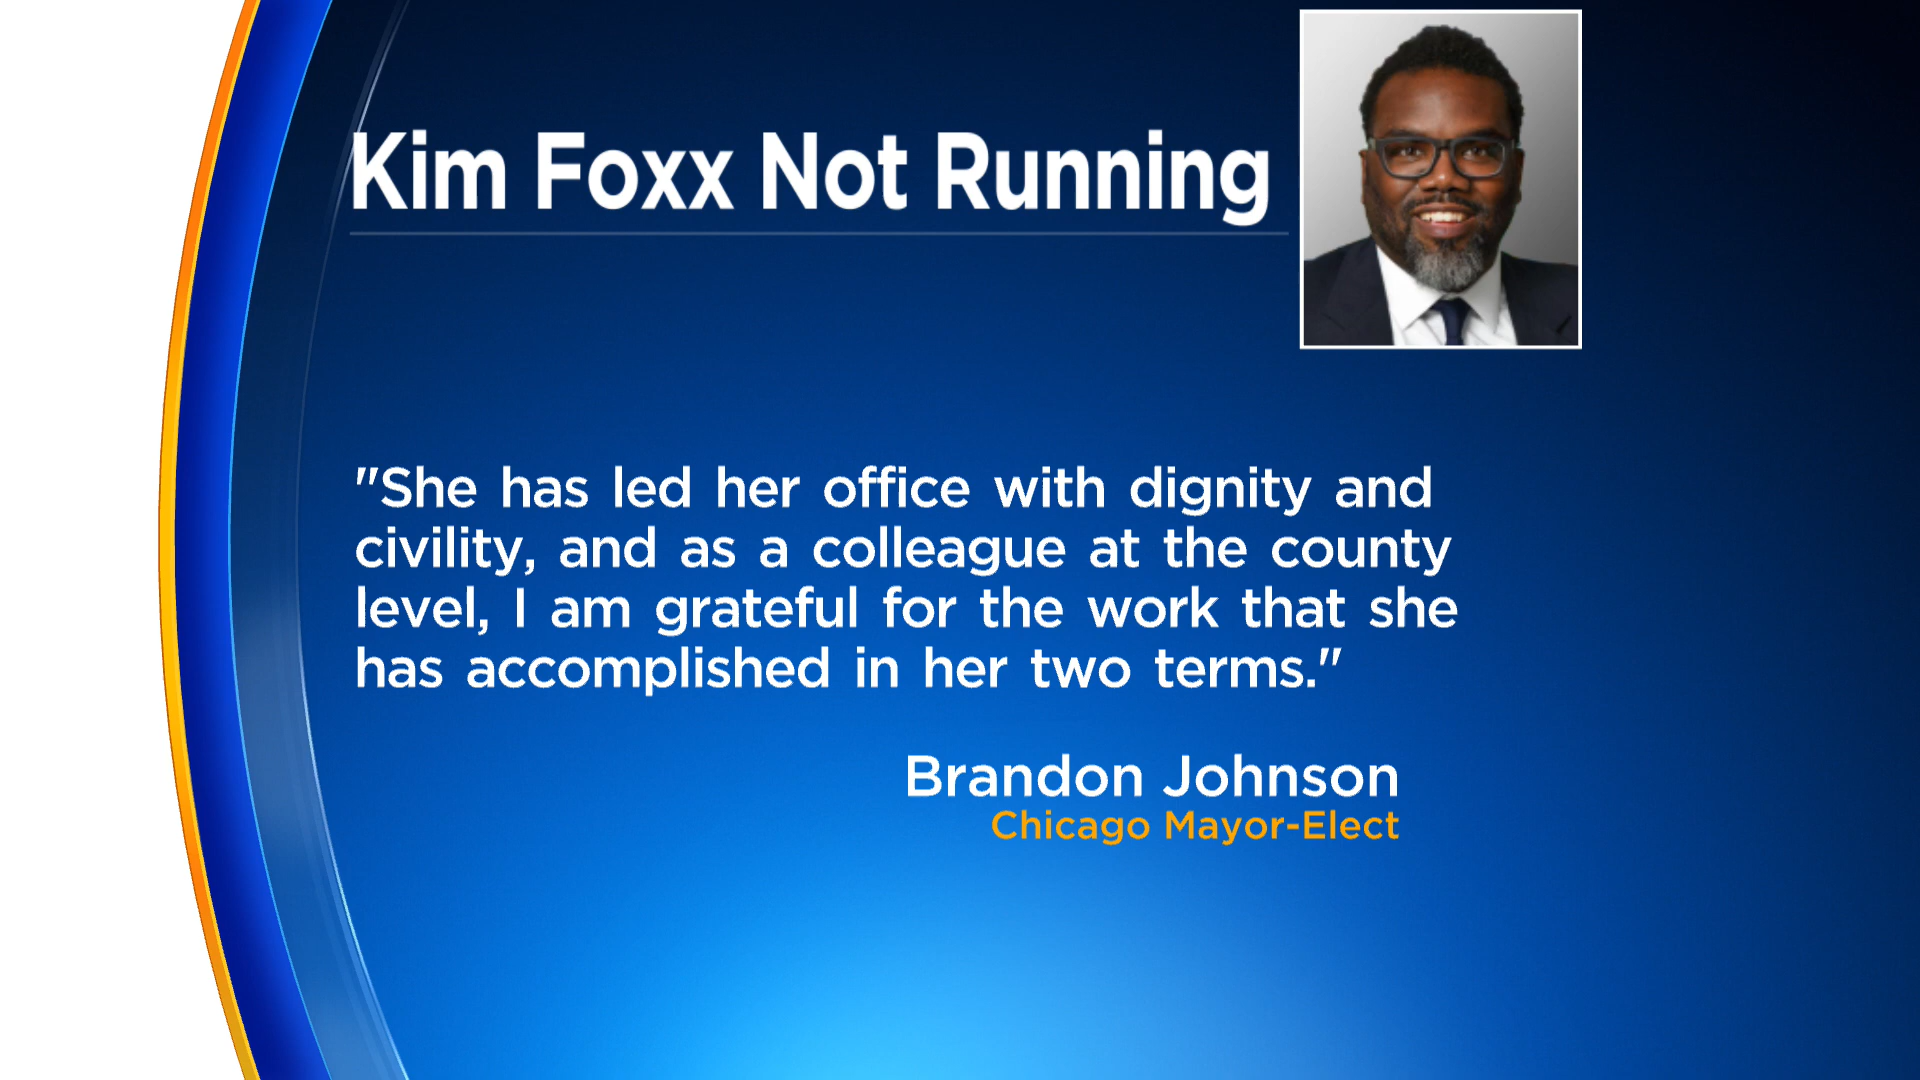 Kim Foxx Not Running
"She has led her office with dignity and
civility, and as a colleague at the county
level, I am grateful for the work that she
has accomplished in her two terms."
Brandon Johnson
Chicago Mayor-Elect